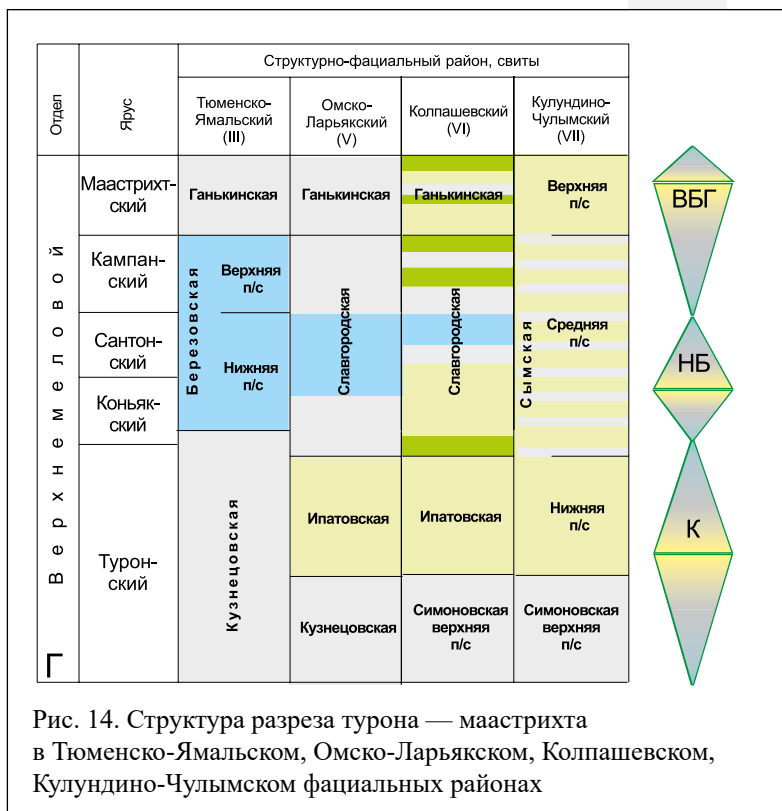 Отдел
Ярус
Структурно-фациальный район, свиты
Тюменско-
Ямальский
(III)
Омско-
Ларьякский
(V)
Колпашевский
(VI)
Кулундино-
Чулымский
(VII)
Верхнемеловой
Маастрихт-
ский
Ганькинская
Ганькинская
Ганькинская
Верхняя
п/с
ВБГ
Кампан-
ский
Березовская
Верхняя
п/с
Славгородская
Славгородская
Сымская
Средняя
п/с
Сантон-
ский
Нижняя
п/с
НБ
Коньяк-
ский
Турон-
ский
Кузнецовская
Ипатовская
Ипатовская
Нижняя
п/с
К
Кузнецовская
Симоновская
верхняя
п/с
Симоновская
верхняя
п/с
Г
Рис. 14. Структура разреза турона — маастрихта
в Тюменско-Ямальском, Омско-Ларьякском, Колпашевском,
Кулундино-Чулымском фациальных районах